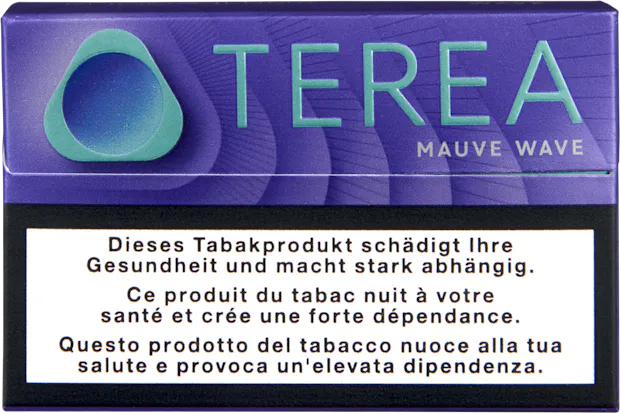 TEREA
MAUVE WAVE
Dieses Tabakprodukt schädigt Ihre
Gesundheit und macht stark abhängig.
Ce produit du tabac nuit à votre
santé et crée une forte dépendance.
Questo prodotto del tabacco nuoce alla tua
salute e provoca un'elevata dipendenza.